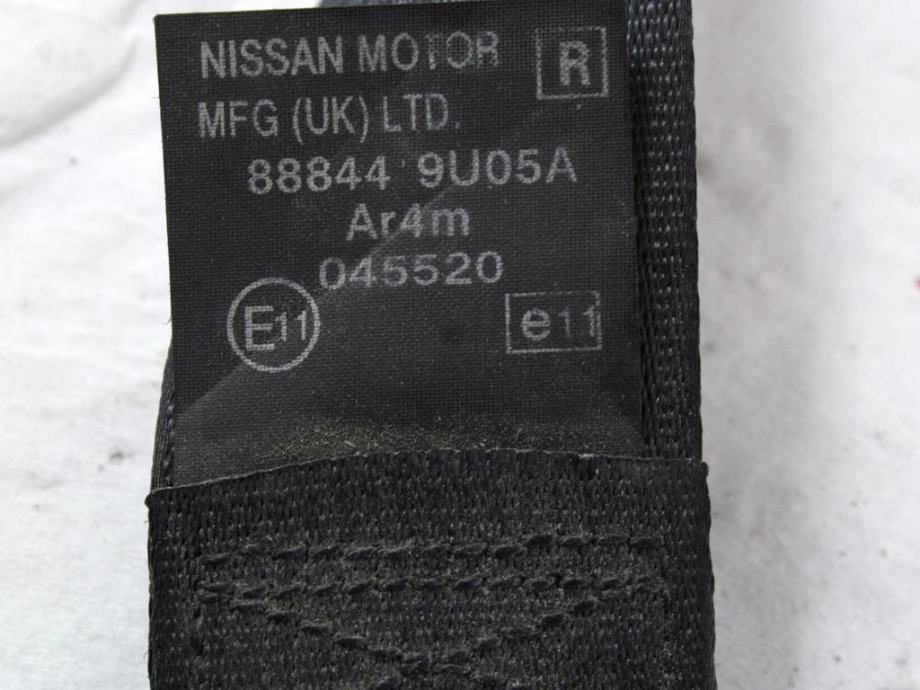 NISSAN MOTOR R
MFG (UK) LTD.
88844 9U05A
Ar4m
045520
E11 e11